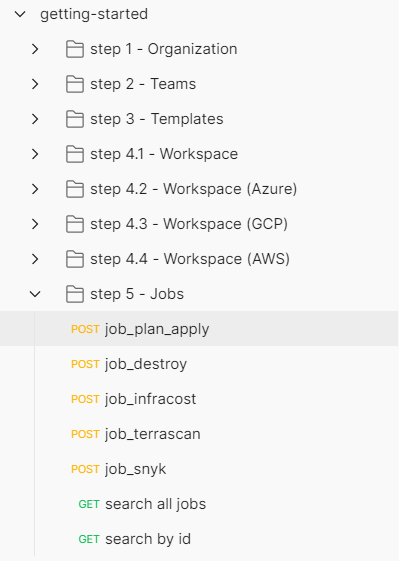 getting-started
step 1 - Organization
step 2 - Teams
step 3 - Templates
step 4.1 - Workspace
step 4.2 - Workspace (Azure)
step 4.3 - Workspace (GCP)
step 4.4 - Workspace (AWS)
step 5 - Jobs
POST job_plan_apply
POST job_destroy
POST job_infracost
POST job_terrascan
POST job_snyk
GET search all jobs
GET search by id